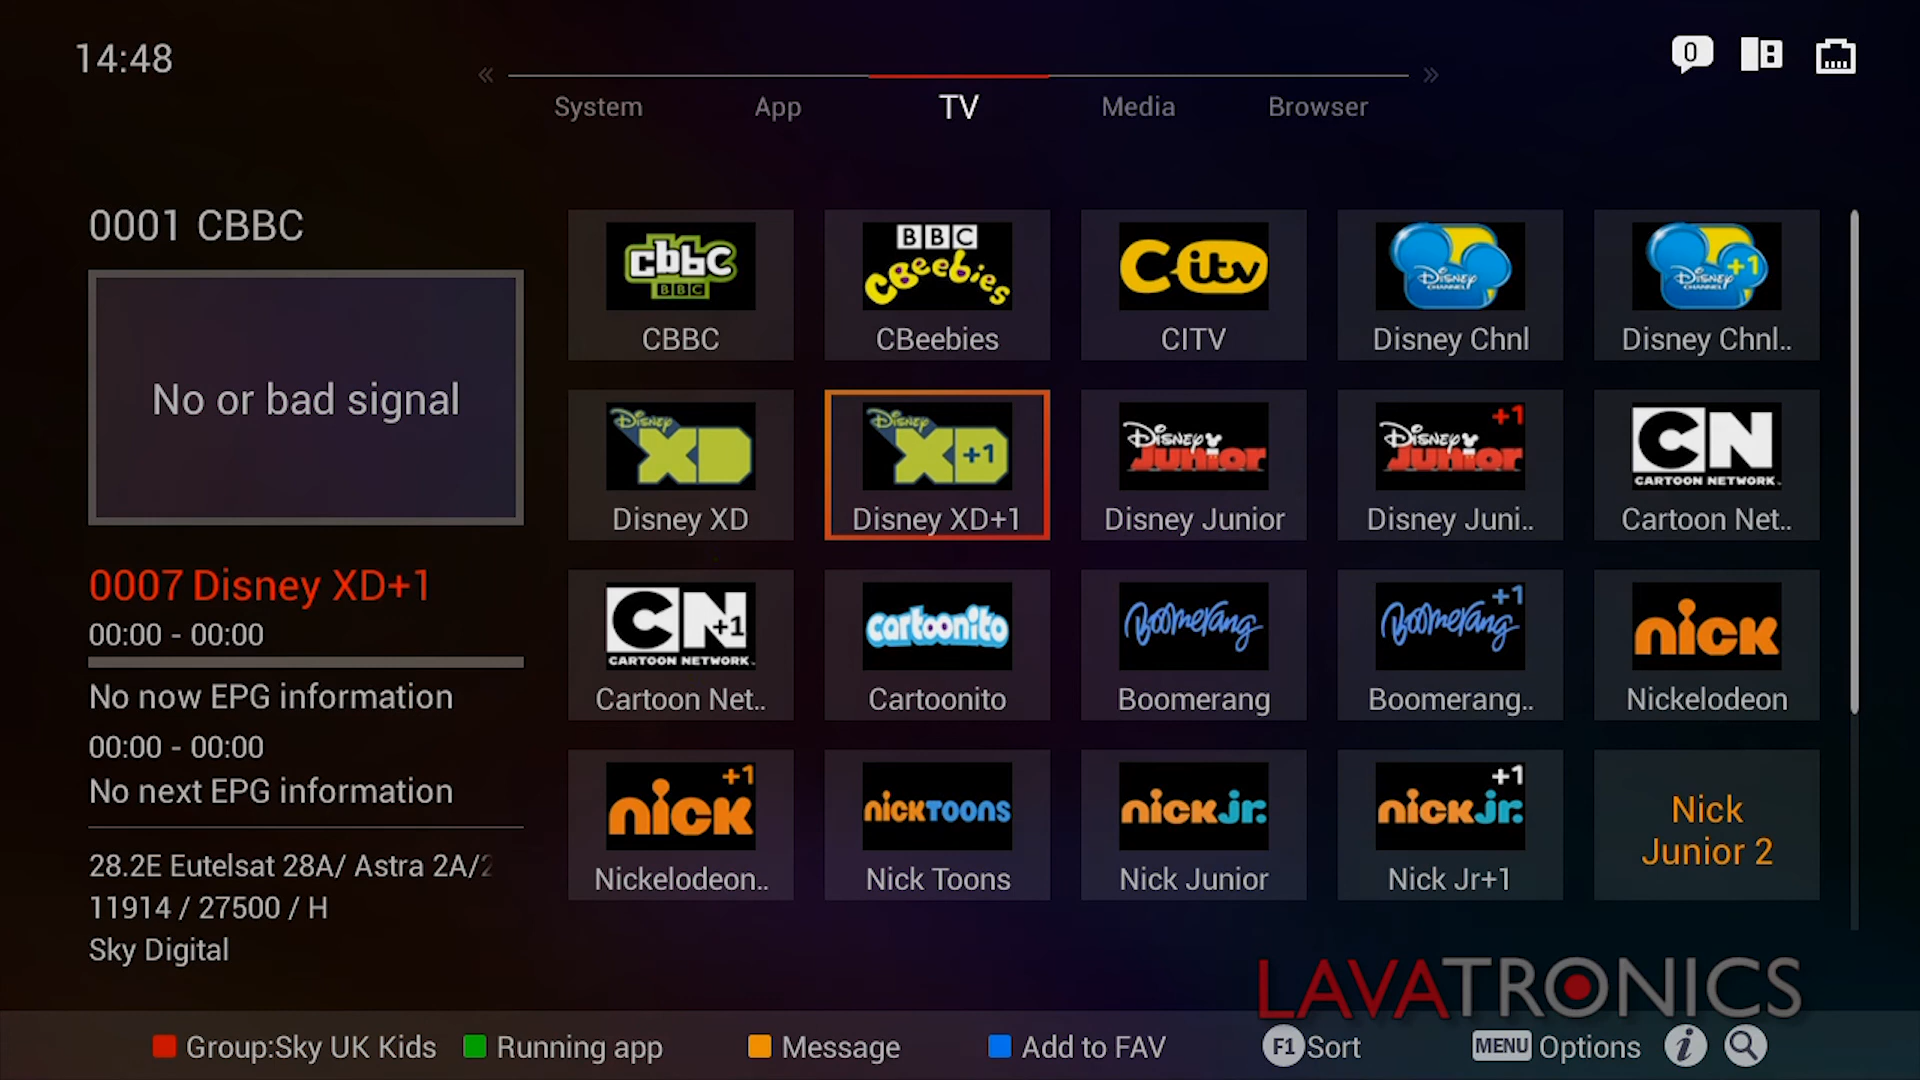 14:48
0
System App TV Media Browser
0001 CBBC
No or bad signal
0007 Disney XD+1
00:00 - 00:00
No now EPG information
00:00 - 00:00
No next EPG information
28.2E Eutelsat 28A/ Astra 2A/2
11914 / 27500 / H
Sky Digital
cbbc
BBC
CBBC
BBC
CBeebies
CBeebies
Citv
CITV
Disney
CHANNEL
Disney Chnl
Disney +1
CHANNEL
Disney Chnl..
Disney
XD
Disney XD
Disney
XD +1
Disney XD+1
Disney
Junior
Disney Junior
+1
Disney
Junior
Disney Juni..
CN
CARTOON NETWORK
Cartoon Net..
CN +1
CARTOON NETWORK
Cartoon Net..
cartoonito
Cartoonito
Boomerang
Boomerang
+1
Boomerang
Boomerang..
nick
Nickelodeon
+1
nick
Nickelodeon..
nicktoons
Nick Toons
nick jr.
Nick Junior
+1
nick jr.
Nick Jr+1
Nick
Junior 2
LAVATRONICS
Group:Sky UK Kids Running app Message Add to FAV F1 Sort MENU Options i